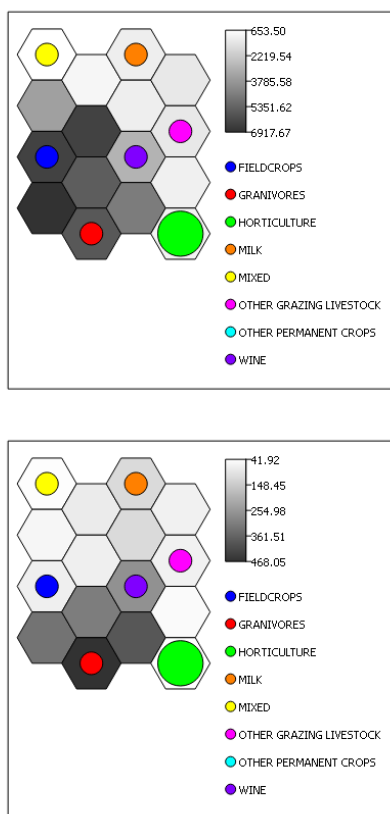 653.50
2219.54
3785.58
5351.62
6917.67
FIELDCROPS
GRANIVORES
HORTICULTURE
MILK
MIXED
OTHER GRAZING LIVESTOCK
OTHER PERMANENT CROPS
WINE
41.92
148.45
254.98
361.51
468.05
FIELDCROPS
GRANIVORES
HORTICULTURE
MILK
MIXED
OTHER GRAZING LIVESTOCK
OTHER PERMANENT CROPS
WINE